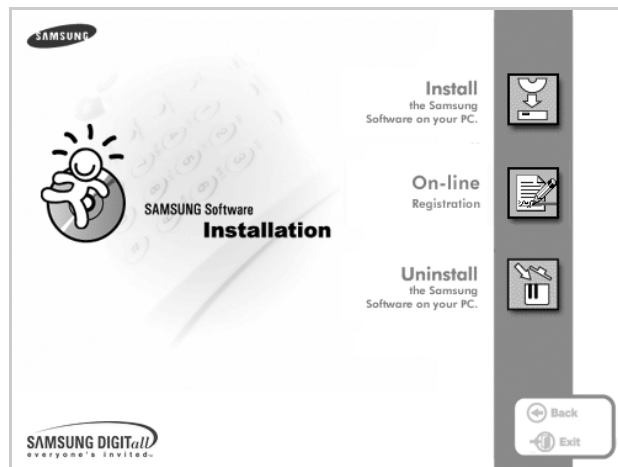 SAMSUNG
Install
the Samsung
Software on your PC.
On-line
Registration
SAMSUNG Software
Installation
Uninstall
the Samsung
Software on your PC.
Back
Exit
SAMSUNG DIGITall
everyone's invited™